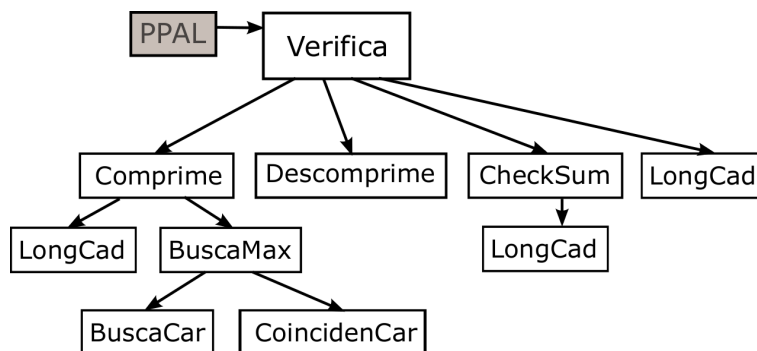 PPAL
Verifica
Comprime
Descomprime
CheckSum
LongCad
LongCad
BuscaMax
LongCad
BuscaCar
CoincidenCar